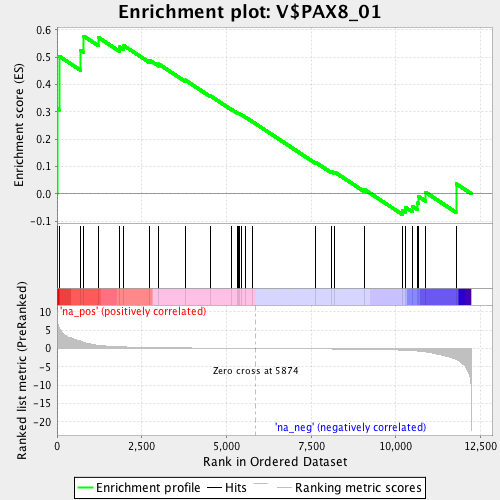 Enrichment plot: V$PAX8_01
Enrichment score (ES)
0.6
0.5
0.4
0.3
0.2
0.1
0.0
-0.1
'na_pos' (positively correlated)
Ranked list metric (PreRanked)
10
5
0
-5
-10
-15
-20
Zero cross at 5874
'na_neg' (negatively correlated)
0
2,500
5,000
7,500
10,000
12,500
Rank in Ordered Dataset
Enrichment profile
Hits
Ranking metric scores